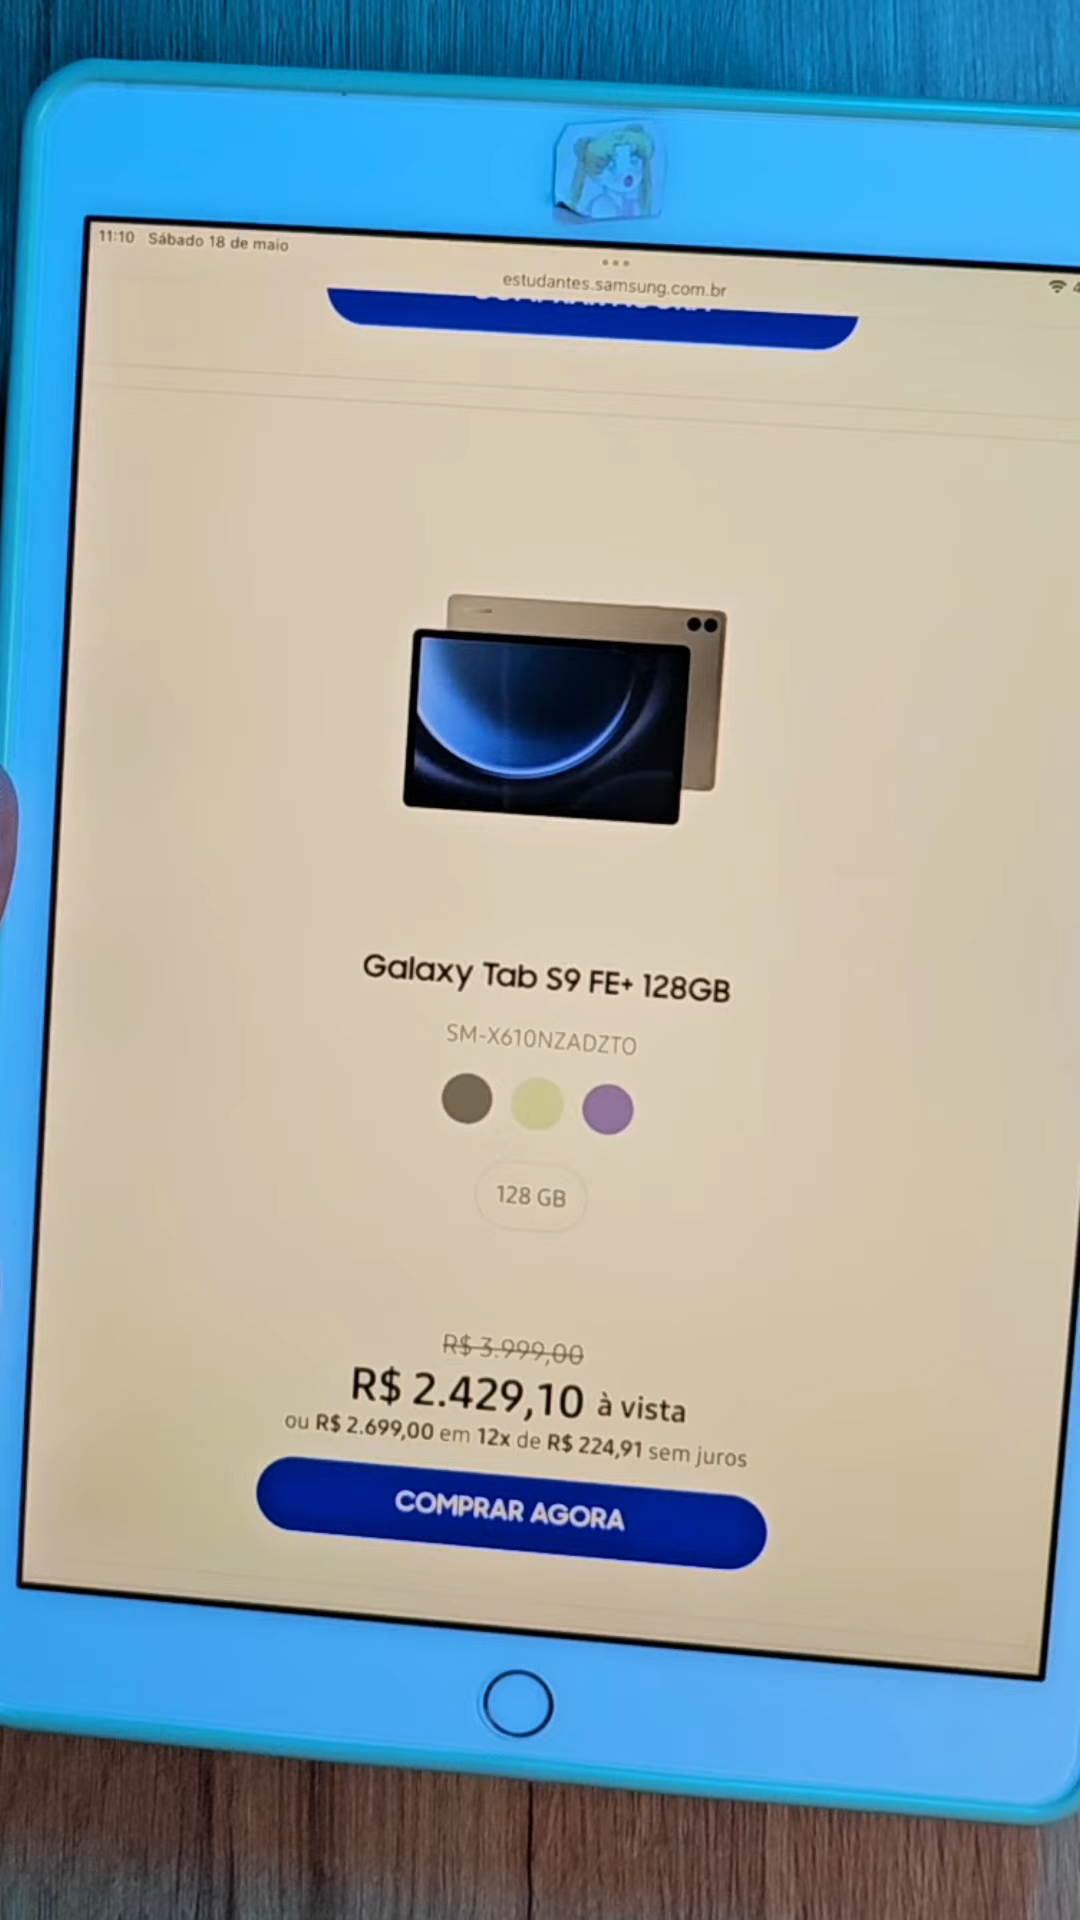 11:10 Sábado 18 de maio
estudantes.samsung.com.br
Galaxy Tab S9 FE+ 128GB
SM-X610NZADZTO
128 GB
R$ 3.999,00
R$ 2.429,10 à vista
ou R$ 2.699,00 em 12x de R$ 224,91 sem juros
COMPRAR AGORA